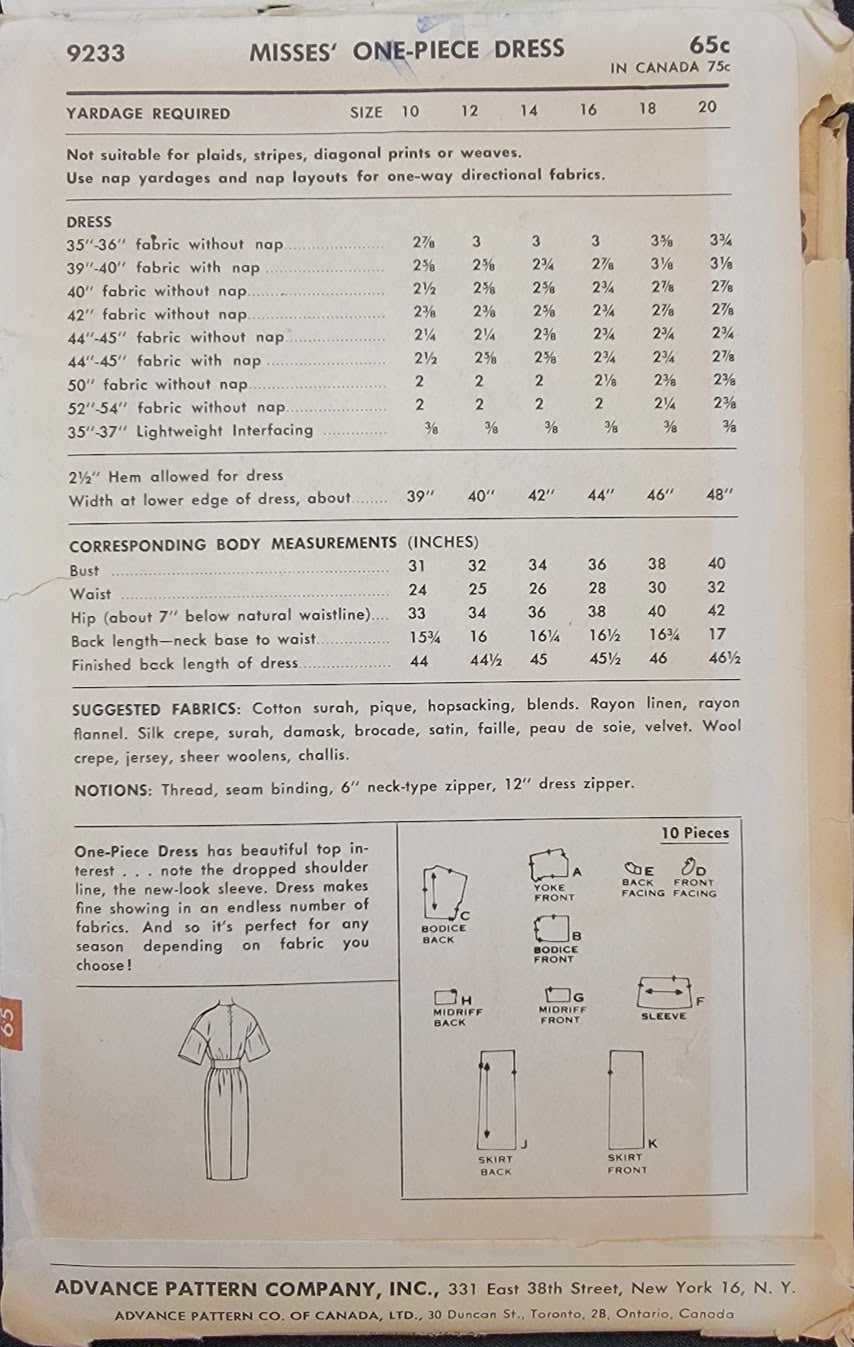 9233 MISSES' ONE-PIECE DRESS 65c
IN CANADA 75c
YARDAGE REQUIRED SIZE 10 12 14 16 18 20
Not suitable for plaids, stripes, diagonal prints or weaves.
Use nap yardages and nap layouts for one-way directional fabrics.
DRESS
35"-36" fabric without nap 2⅞ 3 3 3 3⅝ 3¾
39"-40" fabric with nap 2⅝ 2⅝ 2¾ 2⅞ 3⅛ 3⅛
40" fabric without nap 2½ 2⅝ 2⅝ 2¾ 2⅞ 2⅞
42" fabric without nap 2⅜ 2⅜ 2⅝ 2¾ 2⅞ 2⅞
44"-45" fabric without nap 2¼ 2¼ 2⅜ 2¾ 2¾ 2¾
44"-45" fabric with nap 2½ 2⅝ 2⅝ 2¾ 2¾ 2⅞
50" fabric without nap 2 2 2 2⅛ 2⅜ 2⅜
52"-54" fabric without nap 2 2 2 2 2¼ 2⅜
35"-37" Lightweight Interfacing ⅜ ⅜ ⅜ ⅜ ⅜ ⅜
2½" Hem allowed for dress
Width at lower edge of dress, about 39" 40" 42" 44" 46" 48"
CORRESPONDING BODY MEASUREMENTS (INCHES)
Bust 31 32 34 36 38 40
Waist 24 25 26 28 30 32
Hip (about 7" below natural waistline) 33 34 36 38 40 42
Back length—neck base to waist 15¾ 16 16¼ 16½ 16¾ 17
Finished back length of dress 44 44½ 45 45½ 46 46½
SUGGESTED FABRICS: Cotton surah, pique, hopsacking, blends. Rayon linen, rayon
flannel. Silk crepe, surah, damask, brocade, satin, faille, peau de soie, velvet. Wool
crepe, jersey, sheer woolens, challis.
NOTIONS: Thread, seam binding, 6" neck-type zipper, 12" dress zipper.
One-Piece Dress has beautiful top in-
terest . . . note the dropped shoulder
line, the new-look sleeve. Dress makes
fine showing in an endless number of
fabrics. And so it's perfect for any
season depending on fabric you
choose!
10 Pieces
C
BODICE
BACK
A
YOKE
FRONT
E
BACK
FACING
D
FRONT
FACING
B
BODICE
FRONT
H
MIDRIFF
BACK
G
MIDRIFF
FRONT
F
SLEEVE
J
SKIRT
BACK
K
SKIRT
FRONT
65
ADVANCE PATTERN COMPANY, INC., 331 East 38th Street, New York 16, N. Y.
ADVANCE PATTERN CO. OF CANADA, LTD., 30 Duncan St., Toronto, 2B, Ontario, Canada